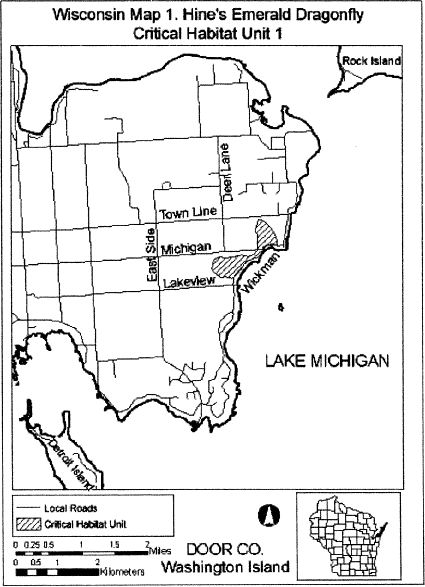 Wisconsin Map 1. Hine's Emerald Dragonfly
Critical Habitat Unit 1
Rock Island
Deer Lane
Town Line
East Side
Michigan
Lakeview
Wickman
LAKE MICHIGAN
Detroit Island
Local Roads
Critical Habitat Unit
0 0.25 0.5 1 1.5 2
Miles
0 0.5 1 2
Kilometers
DOOR CO.
Washington Island